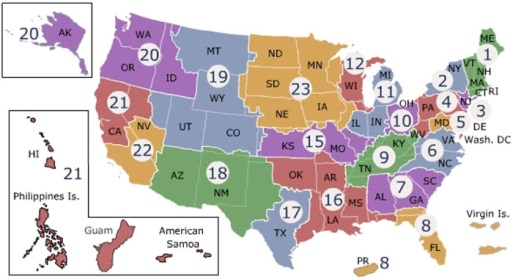 20
AK
WA
20
OR
ID
MT
19
WY
ND
MN
SD
23
NE
IA
12
WI
MI
11
ME
1
VT
NH
MA
CTRI
NY
2
PA
4
NJ
3
OH
10
MD
5
DE
Wash. DC
WV
VA
6
NC
IL
IN
KY
9
TN
21
CA
NV
22
UT
CO
KS
15
MO
AZ
18
NM
OK
AR
16
LA
MS
AL
7
GA
SC
17
TX
8
FL
HI
21
Philippines Is.
Guam
American
Samoa
PR
8
Virgin Is.